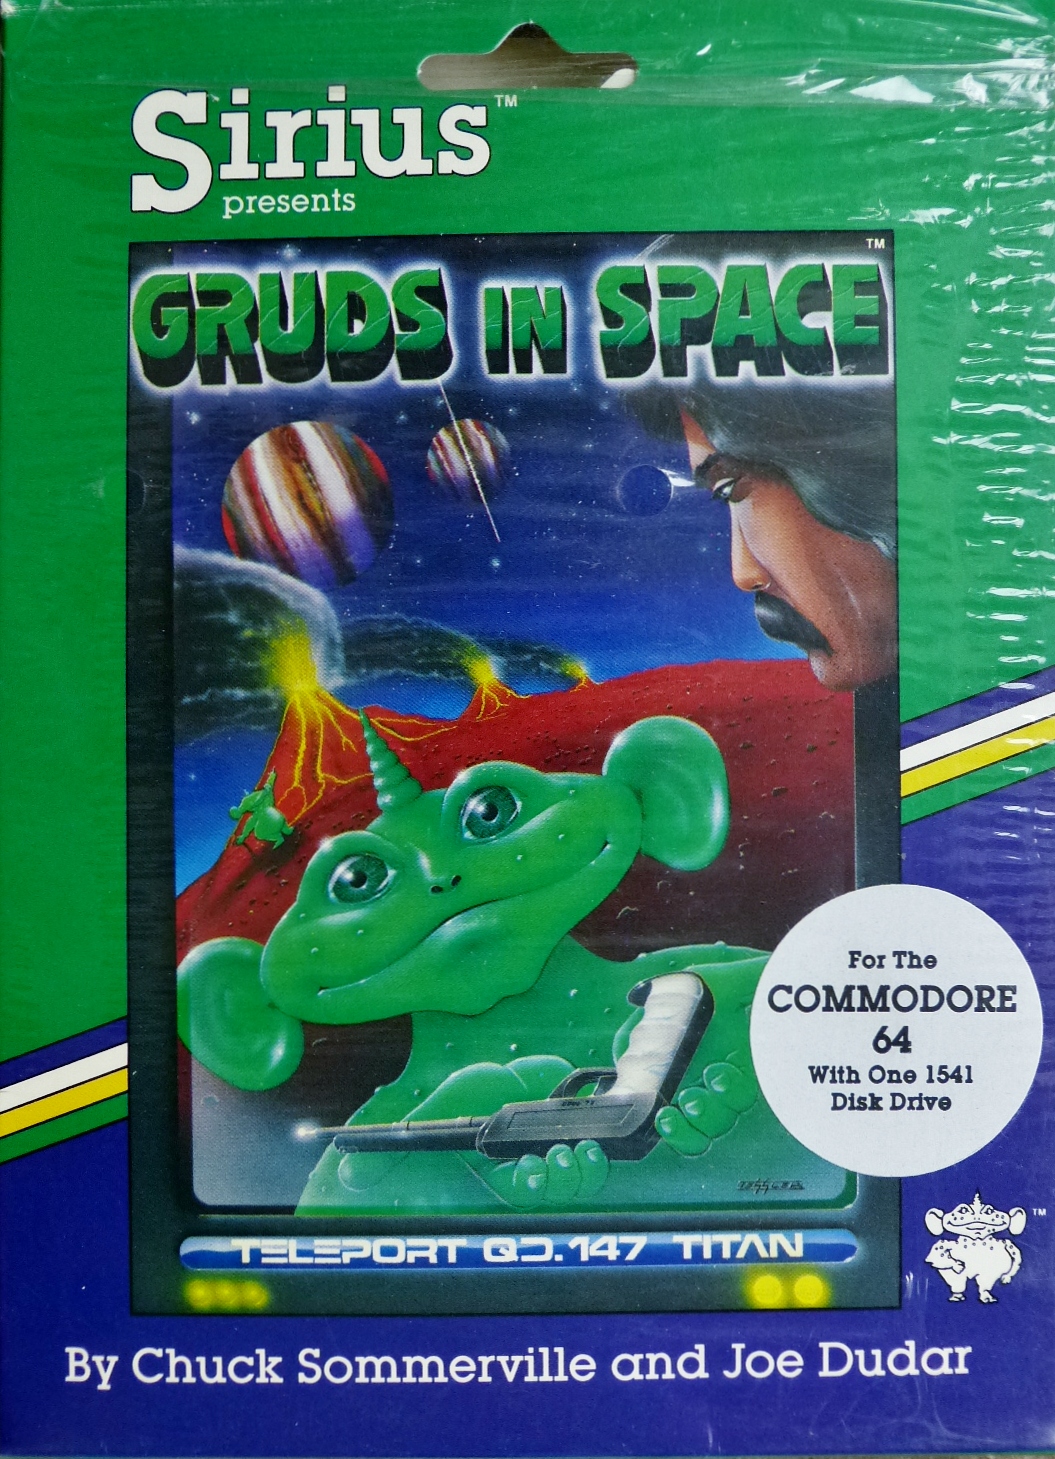 Sirius™
presents
™
GRUDS IN SPACE
For The
COMMODORE
64
With One 1541
Disk Drive
™
TELEPORT QD.147 TITAN
By Chuck Sommerville and Joe Dudar